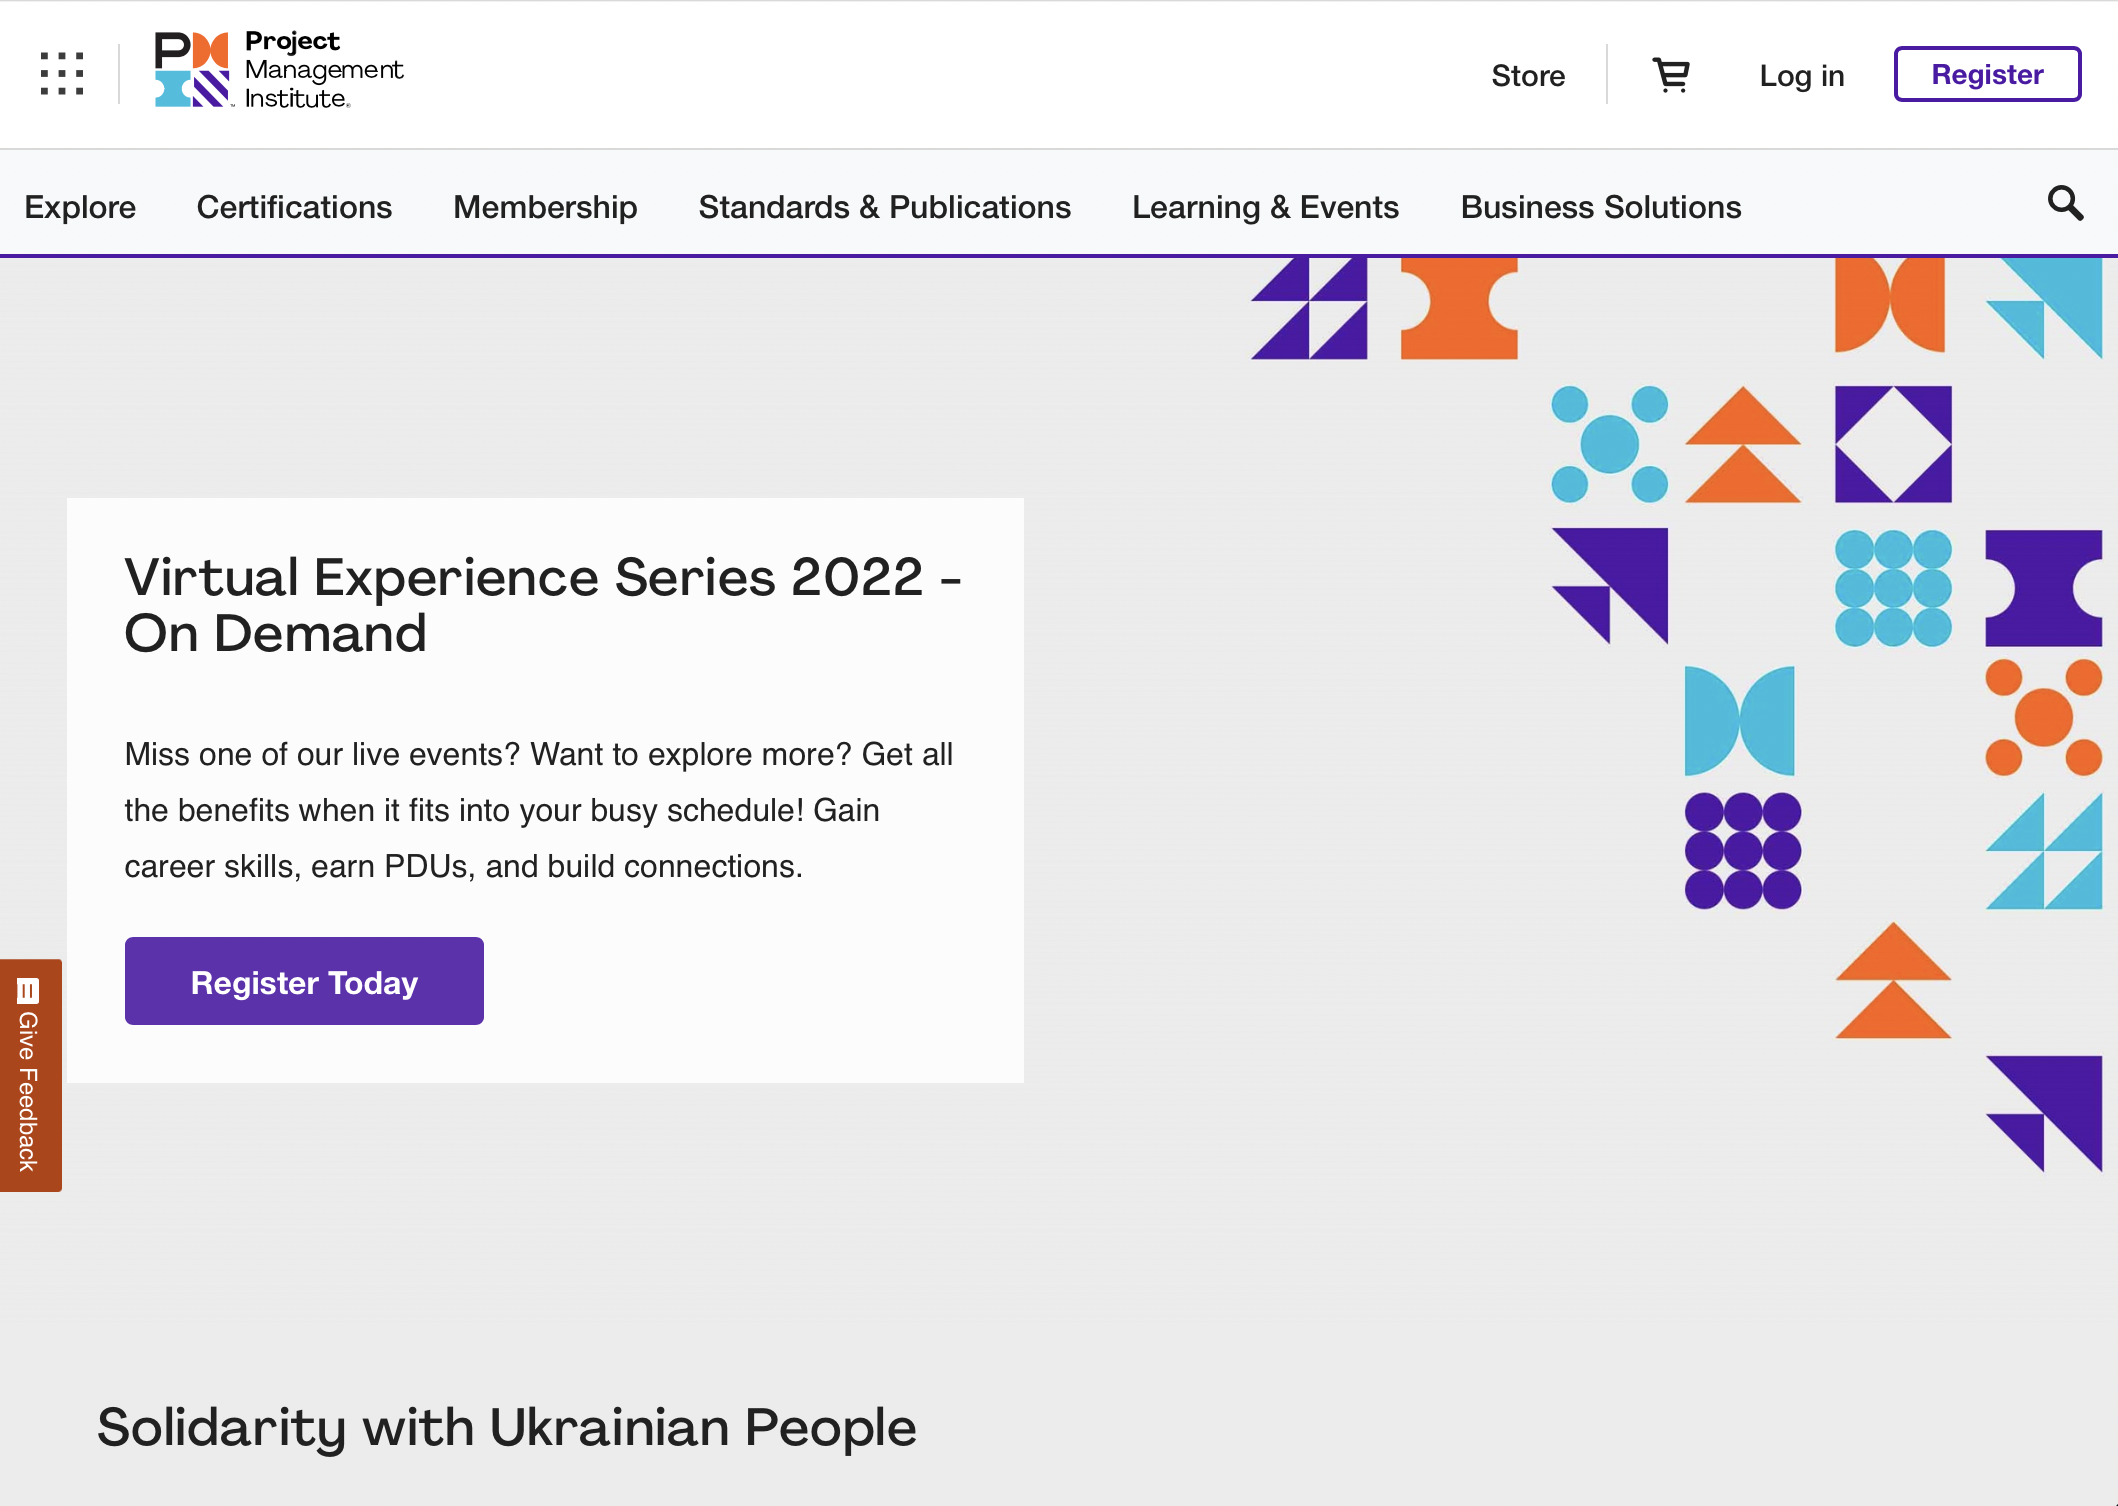 Project
Management
Institute.
Store
Log in
Register
Explore
Certifications
Membership
Standards & Publications
Learning & Events
Business Solutions
Virtual Experience Series 2022 -
On Demand
Miss one of our live events? Want to explore more? Get all
the benefits when it fits into your busy schedule! Gain
career skills, earn PDUs, and build connections.
Register Today
Give Feedback
Solidarity with Ukrainian People